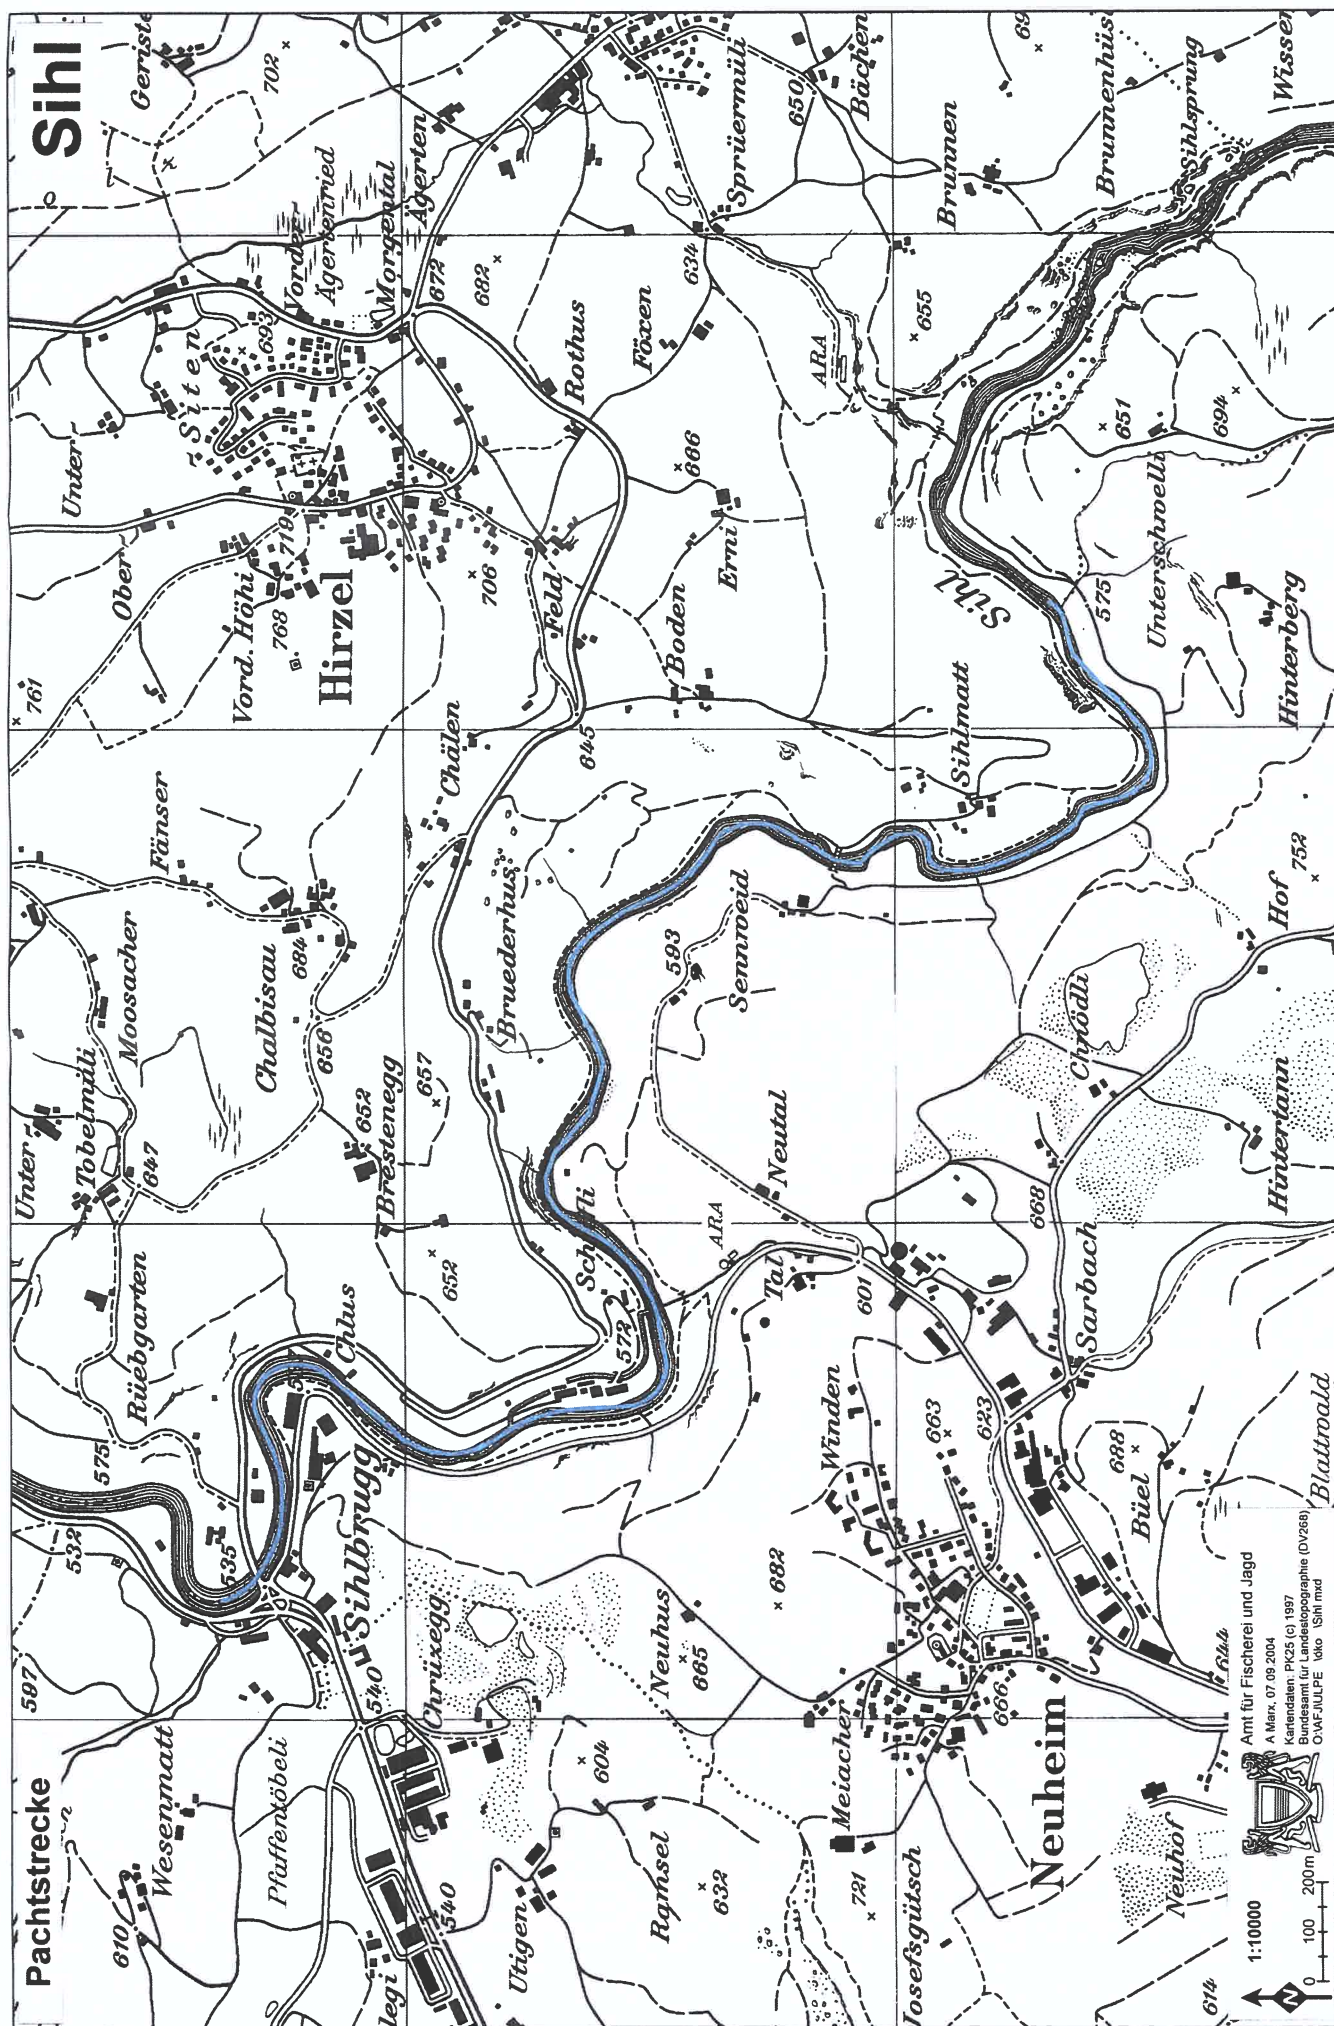 Pachtstrecke
Sihl
597
532
575
Rüebgarten
Unter
Tobelmüli
647
Moosacher
Fänser
761
Ober
Unter-
Siten
693
702
Wesenmatt
610
Pfaffentöbeli
535
Chlus
Brestenegg
652
656
Chalbisau
684
Vord. Höhi
768
719
Hirzel
Vorder-
Ägertenried
Morgental
Ägerten
672
682
540
Sihlbrugg
Chrüzegg
540
652
657
Bruederhus
Chälen
706
Feld
645
Rothus
Föxen
634
Sprüermüli
650
Bächen
Utigen
604
Ramsel
632
Neuhus
665
682
572
ARA
Tal
Neutal
593
Sennweid
Boden
Erni
666
ARA
655
Brunnen
Josefsgütsch
721
Meiacher
Winden
663
601
623
Sihlmatt
Sihl
575
Unterschwelli
651
694
Brunnenhüs
Sihlsprung
Wissen
Neuheim
666
Neuhof
614
644
Büel
688
Sarbach
668
Chnödli
Hof
752
Hinterberg
Hintertann
Blattwald
1:10000
0 100 200m
N
Amt für Fischerei und Jagd
A Marx, 07.09.2004
Kartendaten: PK25 (c) 1997
Bundesamt für Landestopographie (DV268)